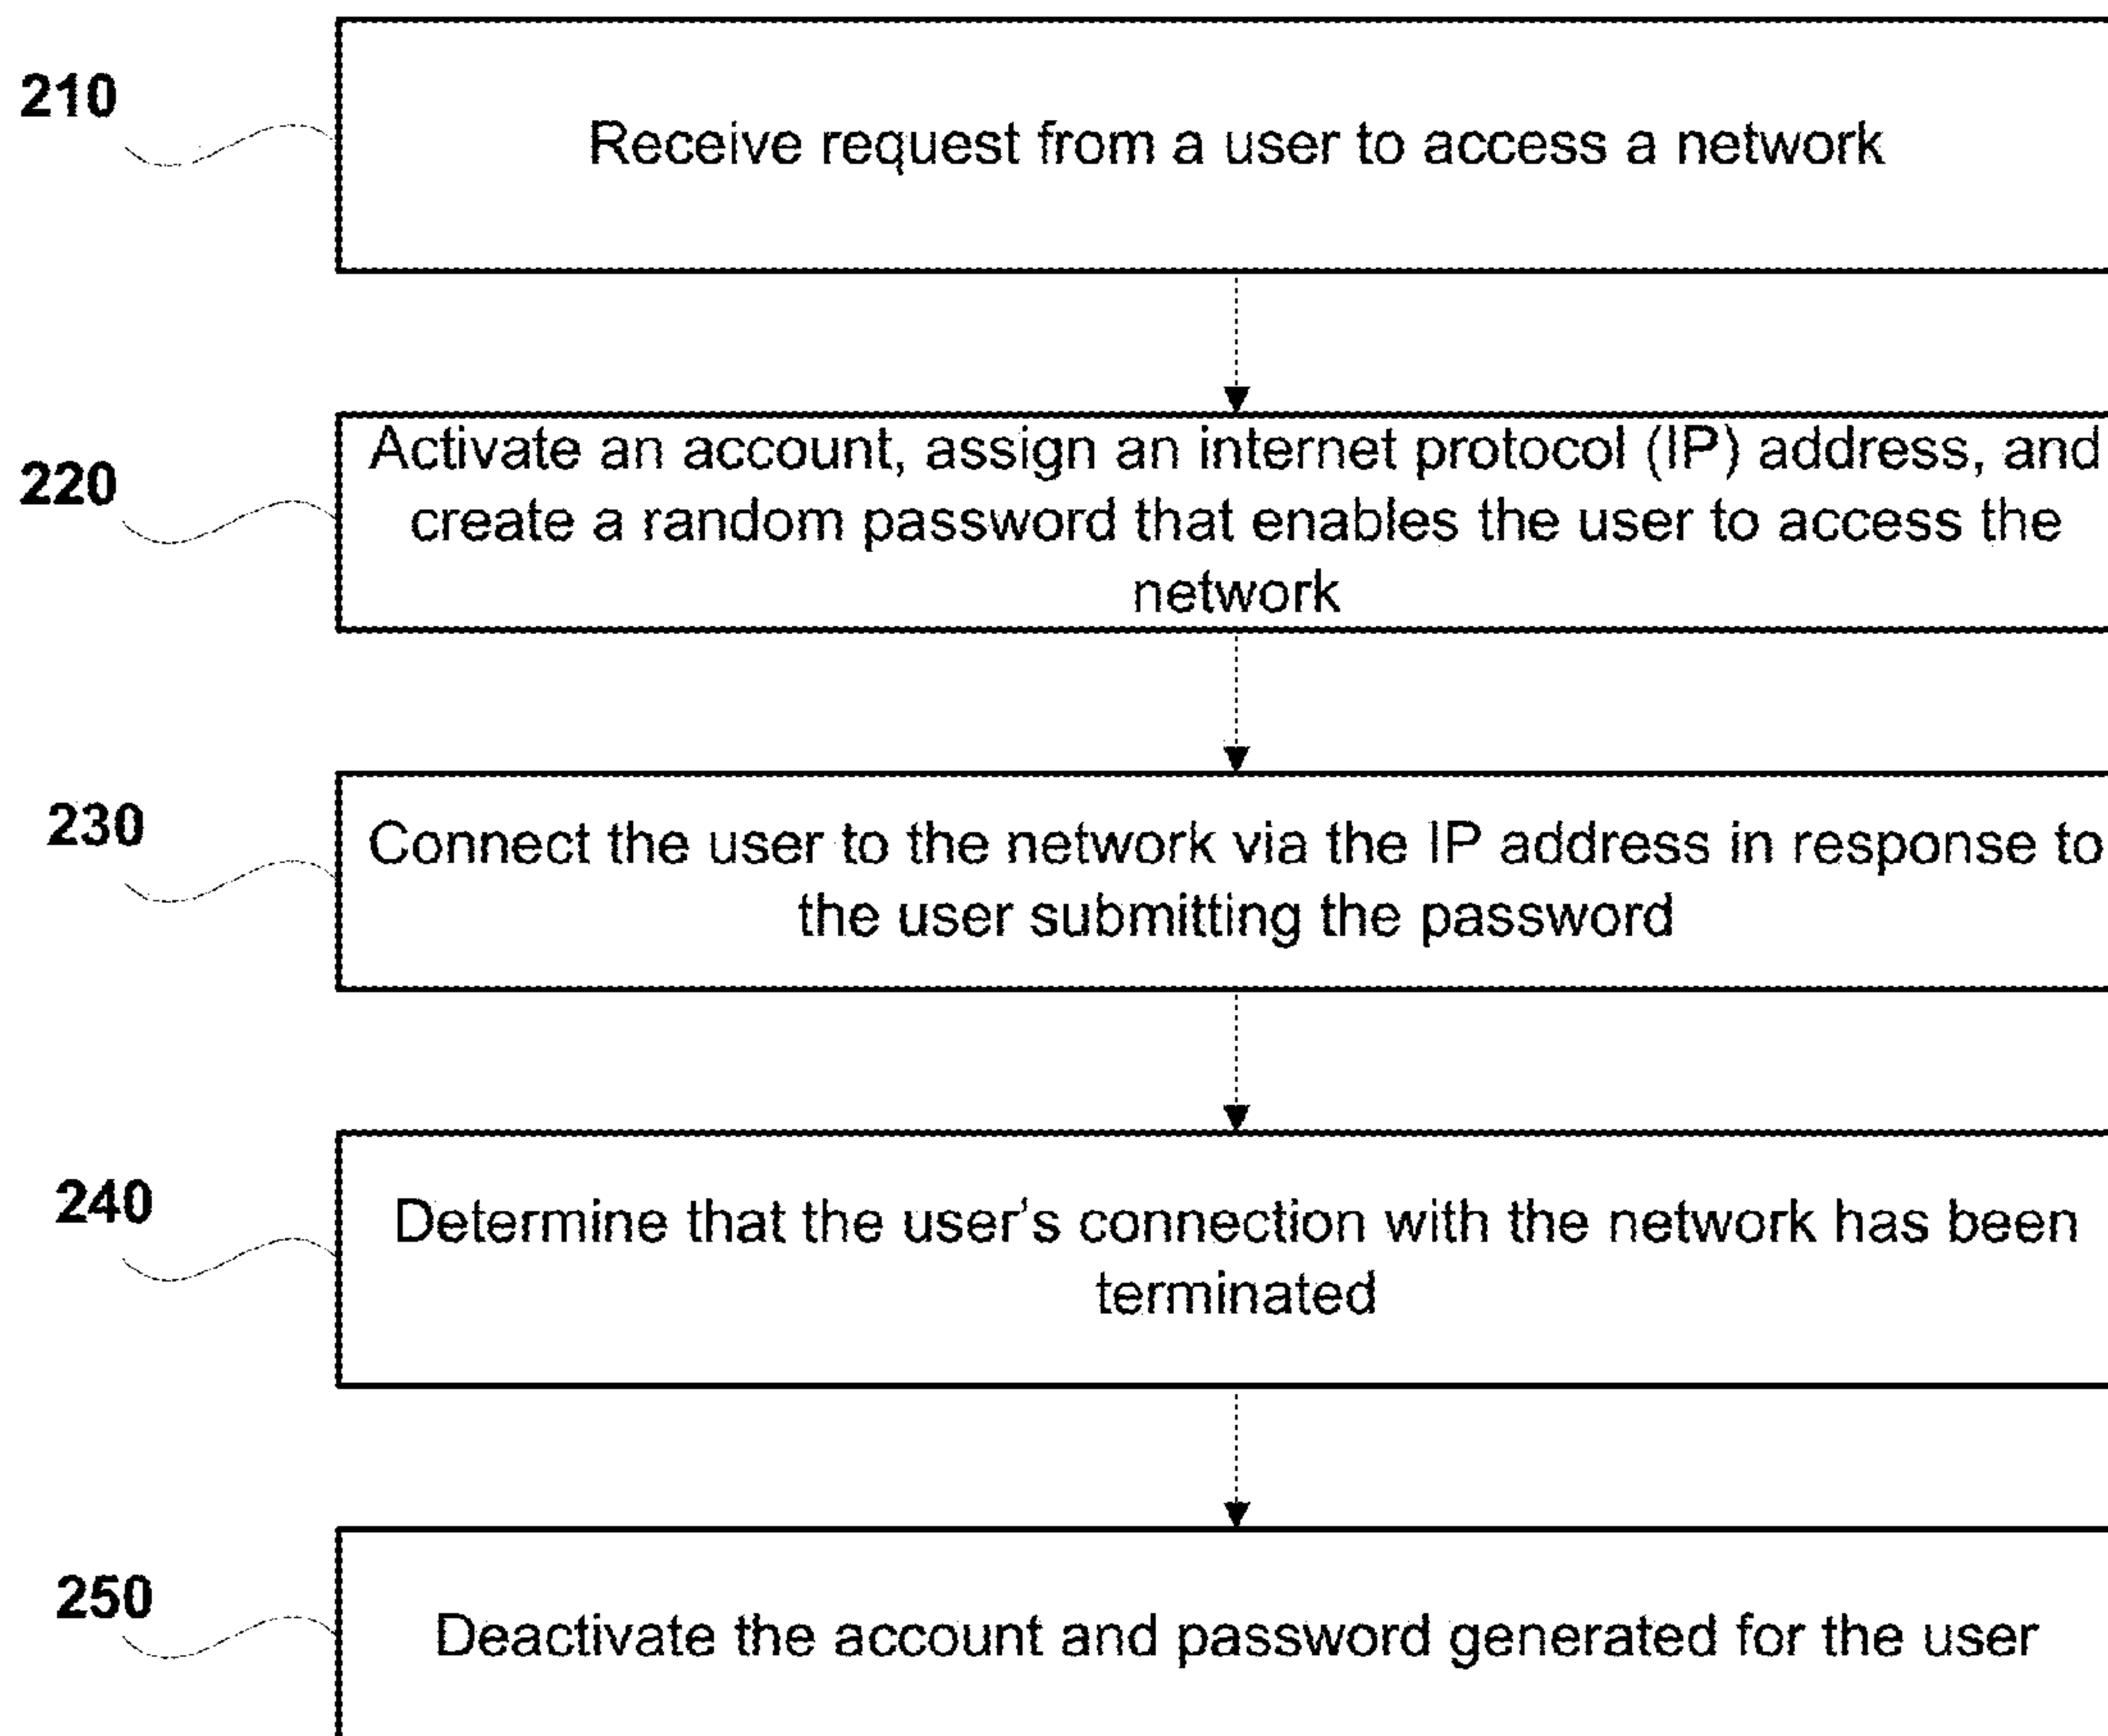 210
Receive request from a user to access a network
220
Activate an account, assign an internet protocol (IP) address, and
create a random password that enables the user to access the
network
230
Connect the user to the network via the IP address in response to
the user submitting the password
240
Determine that the user's connection with the network has been
terminated
250
Deactivate the account and password generated for the user